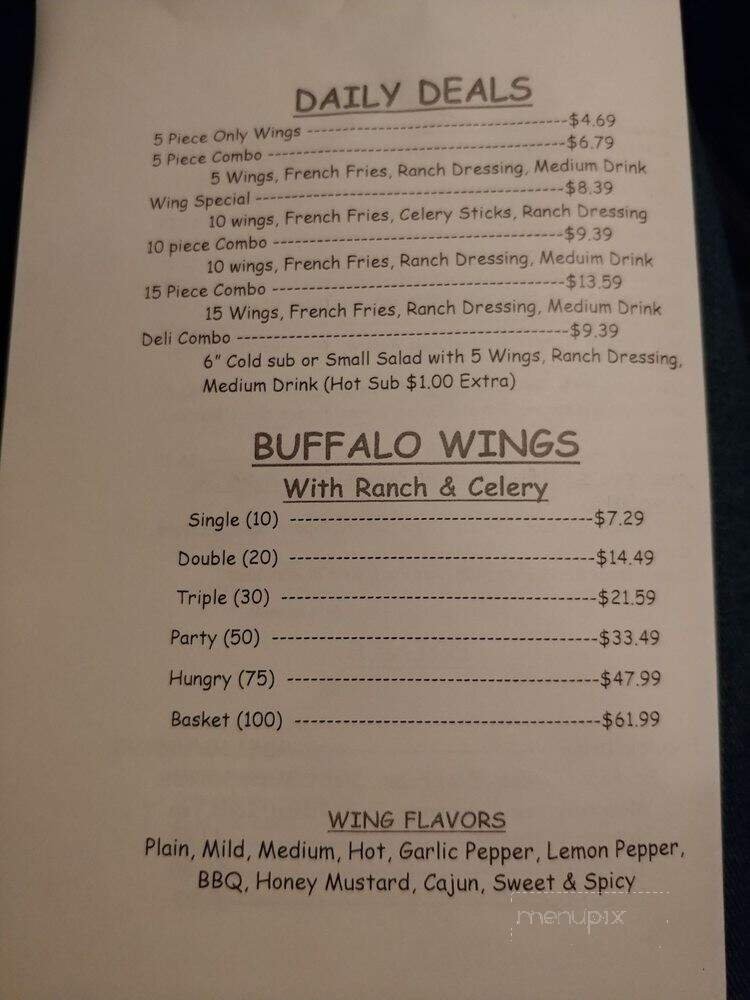 DAILY DEALS
5 Piece Only Wings ---------------------------------$4.69
5 Piece Combo --------------------------------------$6.79
5 Wings, French Fries, Ranch Dressing, Medium Drink
Wing Special ---------------------------------------$8.39
10 wings, French Fries, Celery Sticks, Ranch Dressing
10 piece Combo -------------------------------------$9.39
10 wings, French Fries, Ranch Dressing, Meduim Drink
15 Piece Combo -------------------------------------$13.59
15 Wings, French Fries, Ranch Dressing, Medium Drink
Deli Combo -----------------------------------------$9.39
6" Cold sub or Small Salad with 5 Wings, Ranch Dressing,
Medium Drink (Hot Sub $1.00 Extra)
BUFFALO WINGS
With Ranch & Celery
Single (10) ---------------------------------------$7.29
Double (20) ---------------------------------------$14.49
Triple (30) ----------------------------------------$21.59
Party (50) -----------------------------------------$33.49
Hungry (75) ---------------------------------------$47.99
Basket (100) ---------------------------------------$61.99
WING FLAVORS
Plain, Mild, Medium, Hot, Garlic Pepper, Lemon Pepper,
BBQ, Honey Mustard, Cajun, Sweet & Spicy
menupix